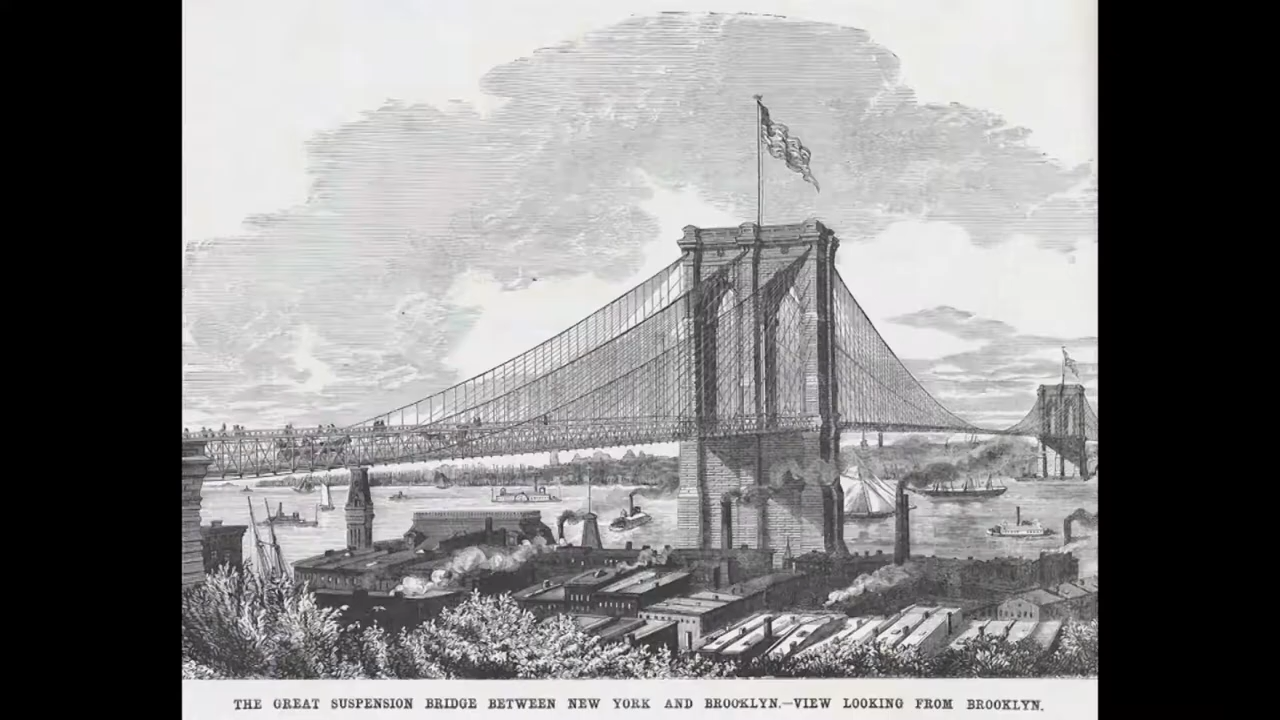 THE GREAT SUSPENSION BRIDGE BETWEEN NEW YORK AND BROOKLYN.—VIEW LOOKING FROM BROOKLYN.